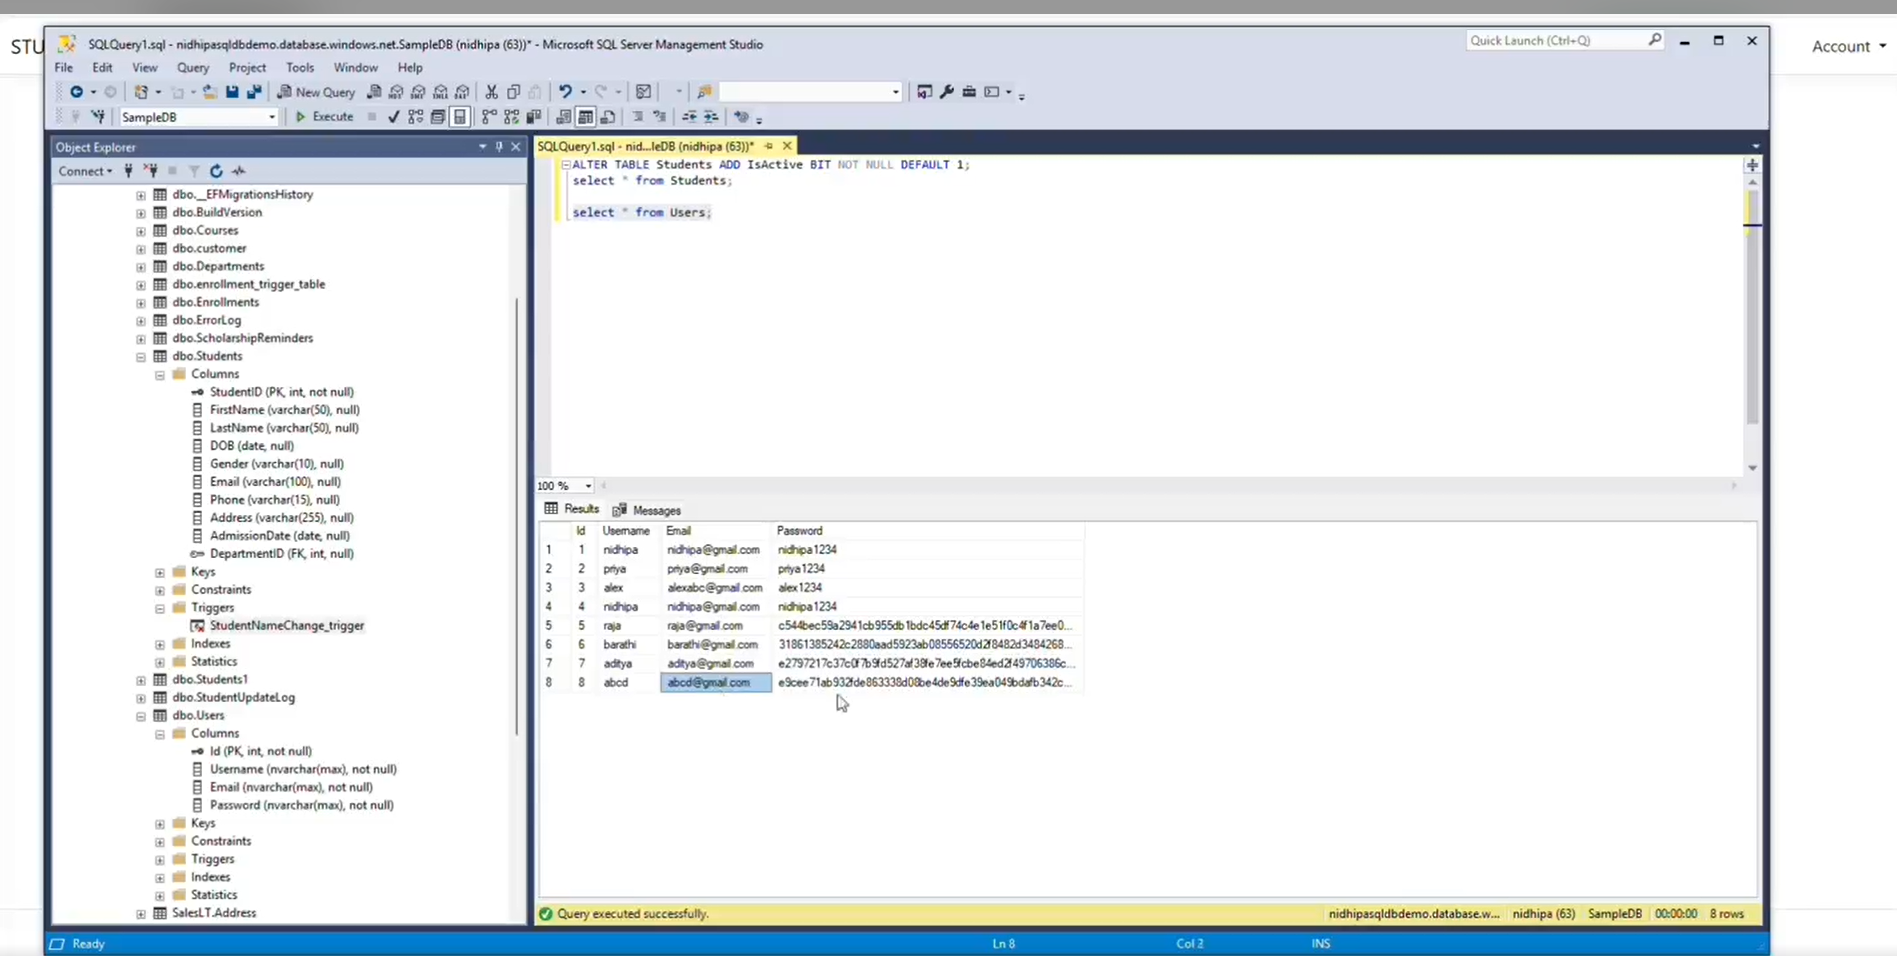 STU
Account
SQLQuery1.sql - nidhipasqldbdemo.database.windows.net.SampleDB (nidhipa (63))* - Microsoft SQL Server Management Studio
Quick Launch (Ctrl+Q)
File Edit View Query Project Tools Window Help
New Query
SampleDB
Execute
Object Explorer
Connect
dbo.__EFMigrationsHistory
dbo.BuildVersion
dbo.Courses
dbo.customer
dbo.Departments
dbo.enrollment_trigger_table
dbo.Enrollments
dbo.ErrorLog
dbo.ScholarshipReminders
dbo.Students
Columns
StudentID (PK, int, not null)
FirstName (varchar(50), null)
LastName (varchar(50), null)
DOB (date, null)
Gender (varchar(10), null)
Email (varchar(100), null)
Phone (varchar(15), null)
Address (varchar(255), null)
AdmissionDate (date, null)
DepartmentID (FK, int, null)
Keys
Constraints
Triggers
StudentNameChange_trigger
Indexes
Statistics
dbo.Students1
dbo.StudentUpdateLog
dbo.Users
Columns
Id (PK, int, not null)
Username (nvarchar(max), not null)
Email (nvarchar(max), not null)
Password (nvarchar(max), not null)
Keys
Constraints
Triggers
Indexes
Statistics
SalesLT.Address
SQLQuery1.sql - nid...leDB (nidhipa (63))*
ALTER TABLE Students ADD IsActive BIT NOT NULL DEFAULT 1;
select * from Students;
select * from Users;
100 %
Results Messages
Id Username Email Password
1 1 nidhipa nidhipa@gmail.com nidhipa1234
2 2 priya priya@gmail.com priya1234
3 3 alex alexabc@gmail.com alex1234
4 4 nidhipa nidhipa@gmail.com nidhipa1234
5 5 raja raja@gmail.com c544bec59a2941cb955db1bdc45df74c4e1e51f0c4f1a7ee0...
6 6 barathi barathi@gmail.com 31861385242c2880aad5923ab08556520d2f8482d3484268...
7 7 aditya aditya@gmail.com e2797217c37c0f7b9fd527af38fe7ee5fcbe84ed2f49706386c...
8 8 abcd abcd@gmail.com e9cee71ab932fde863338d08be4de9dfe39ea049bdafb342c...
Query executed successfully.
nidhipasqldbdemo.database.w... nidhipa (63) SampleDB 00:00:00 8 rows
Ready
Ln 8 Col 2 INS